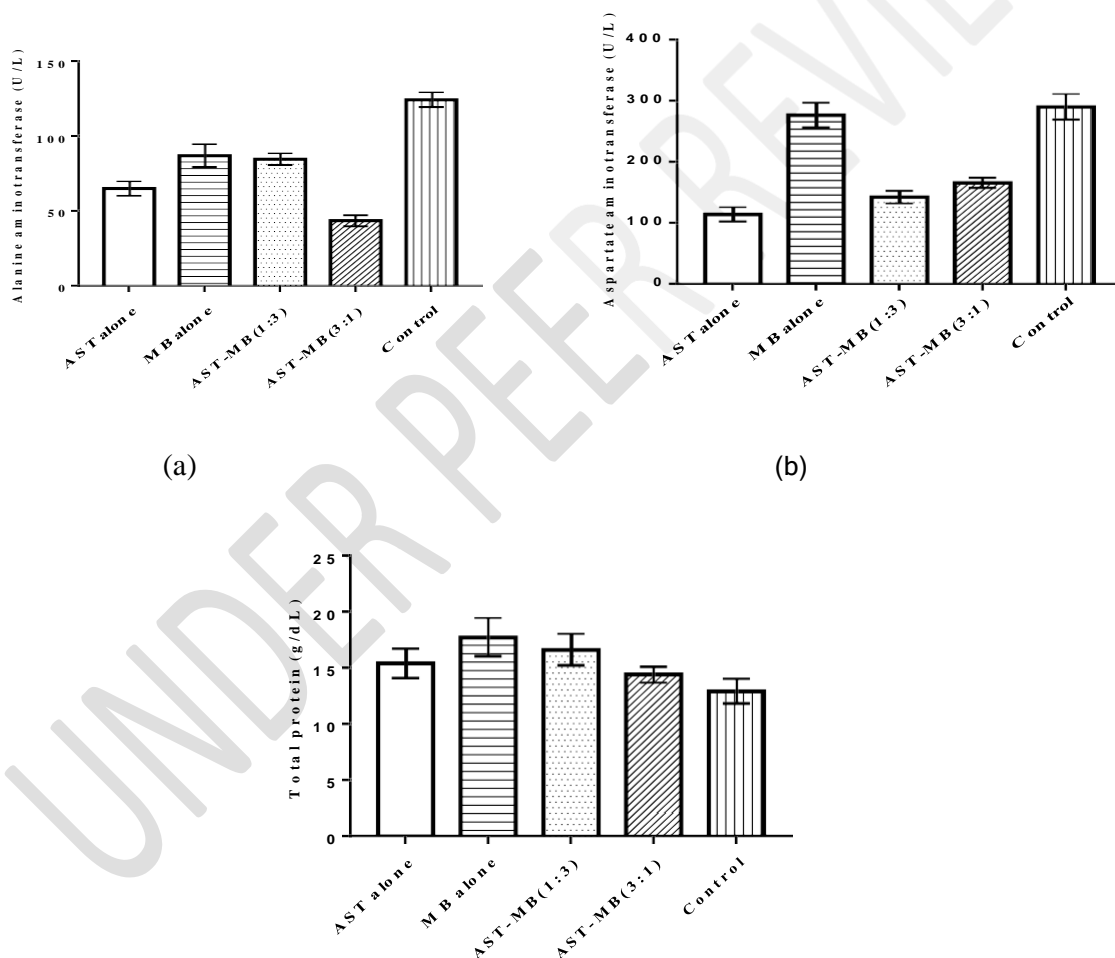 Alanine aminotransferase (U/L)
150
100
50
0
AST alone
MB alone
AST-MB(1:3)
AST-MB(3:1)
Control
(a)
Aspartate aminotransferase (U/L)
400
300
200
100
0
AST alone
MB alone
AST-MB(1:3)
AST-MB(3:1)
Control
(b)
Total protein (g/dL)
25
20
15
10
5
0
AST alone
MB alone
AST-MB(1:3)
AST-MB(3:1)
Control
UNDER PEER REVIE